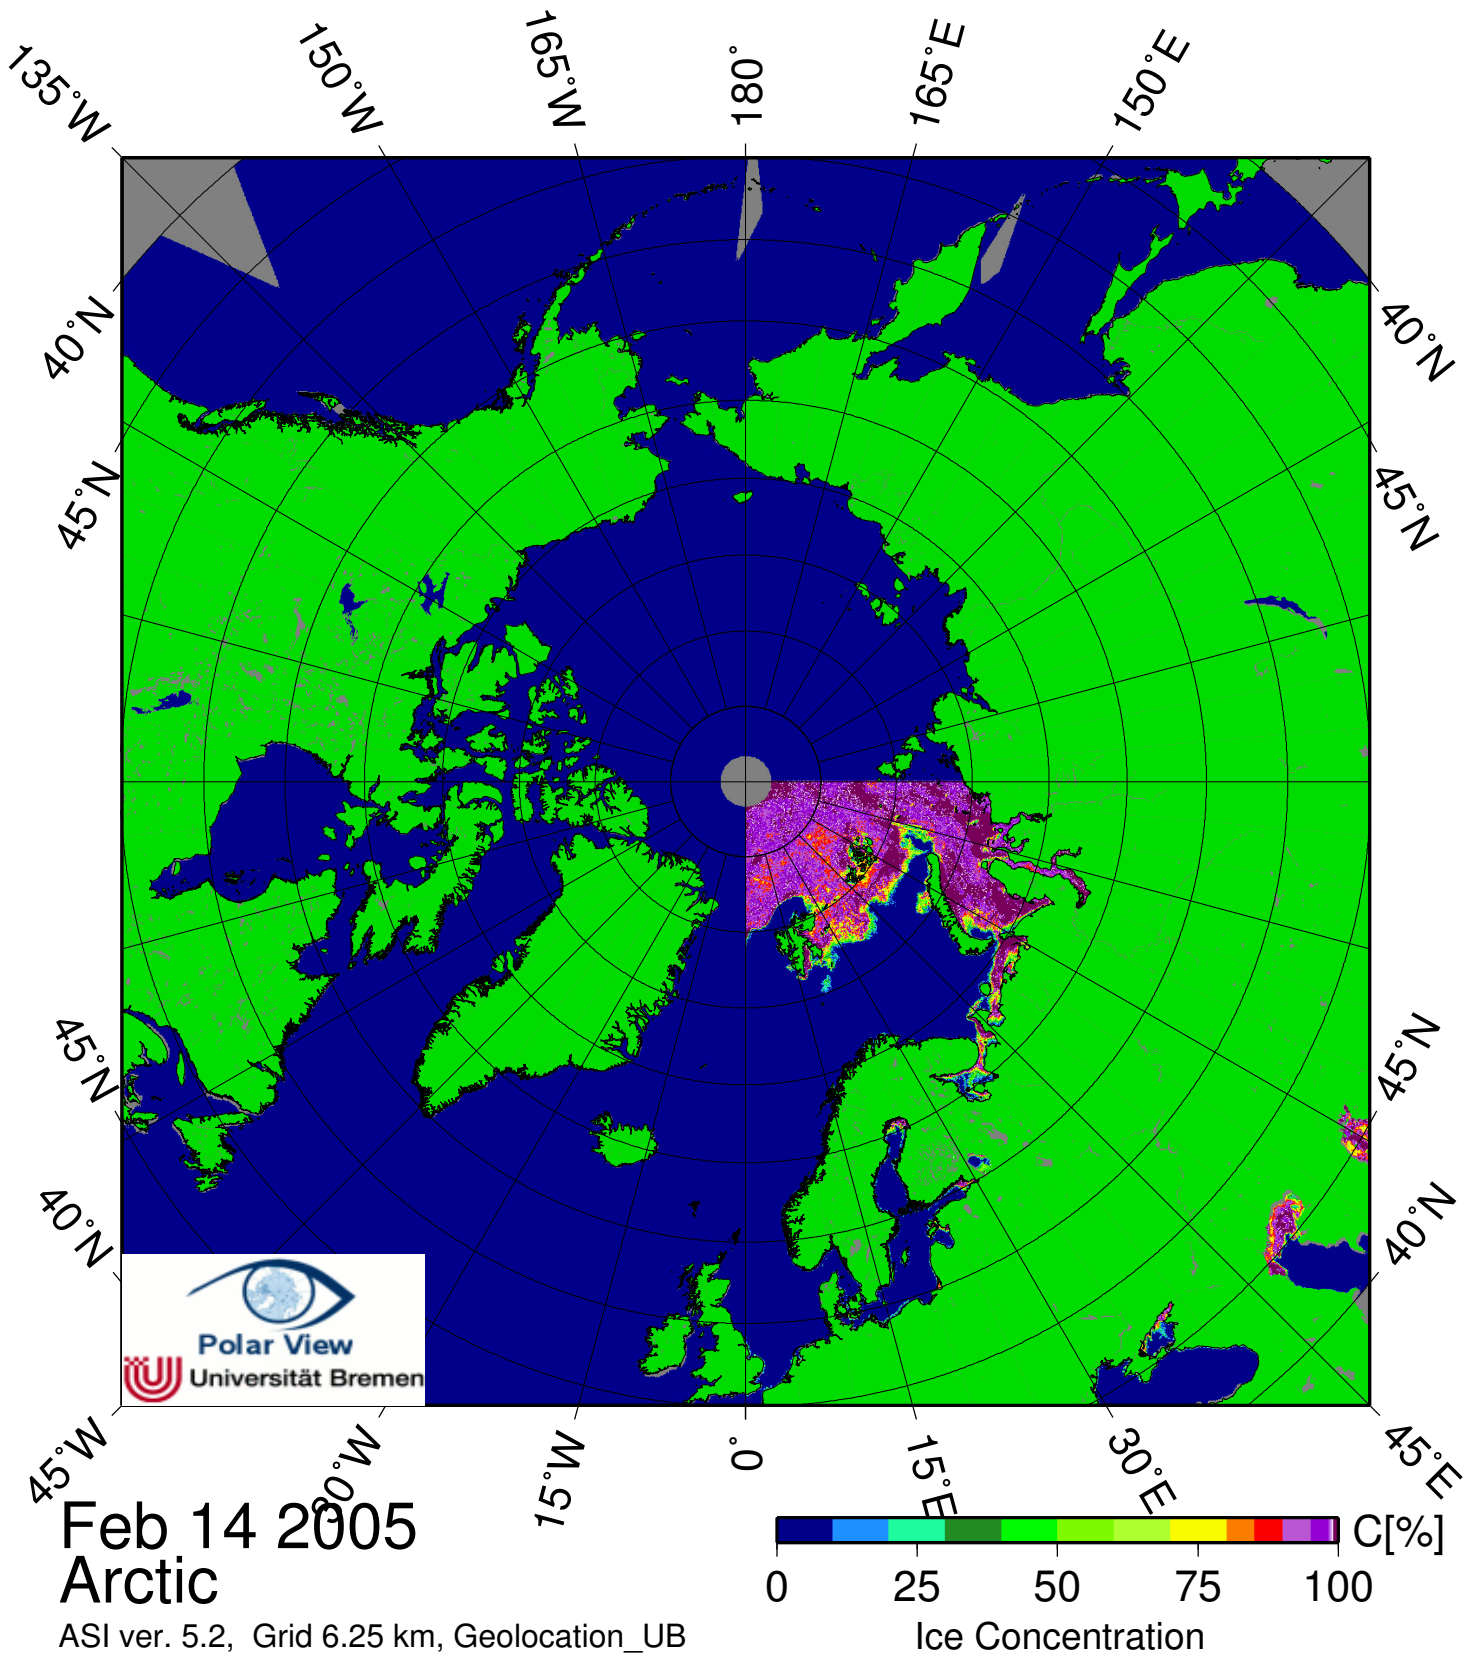 135°W
150°W
165°W
180°
165°E
150°E
40°N
40°N
45°N
45°N
45°N
45°N
40°N
40°N
Polar View
Universität Bremen
45°W
30°W
15°W
0°
15°E
30°E
45°E
Feb 14 2005
Arctic
ASI ver. 5.2, Grid 6.25 km, Geolocation_UB
C[%]
0 25 50 75 100
Ice Concentration